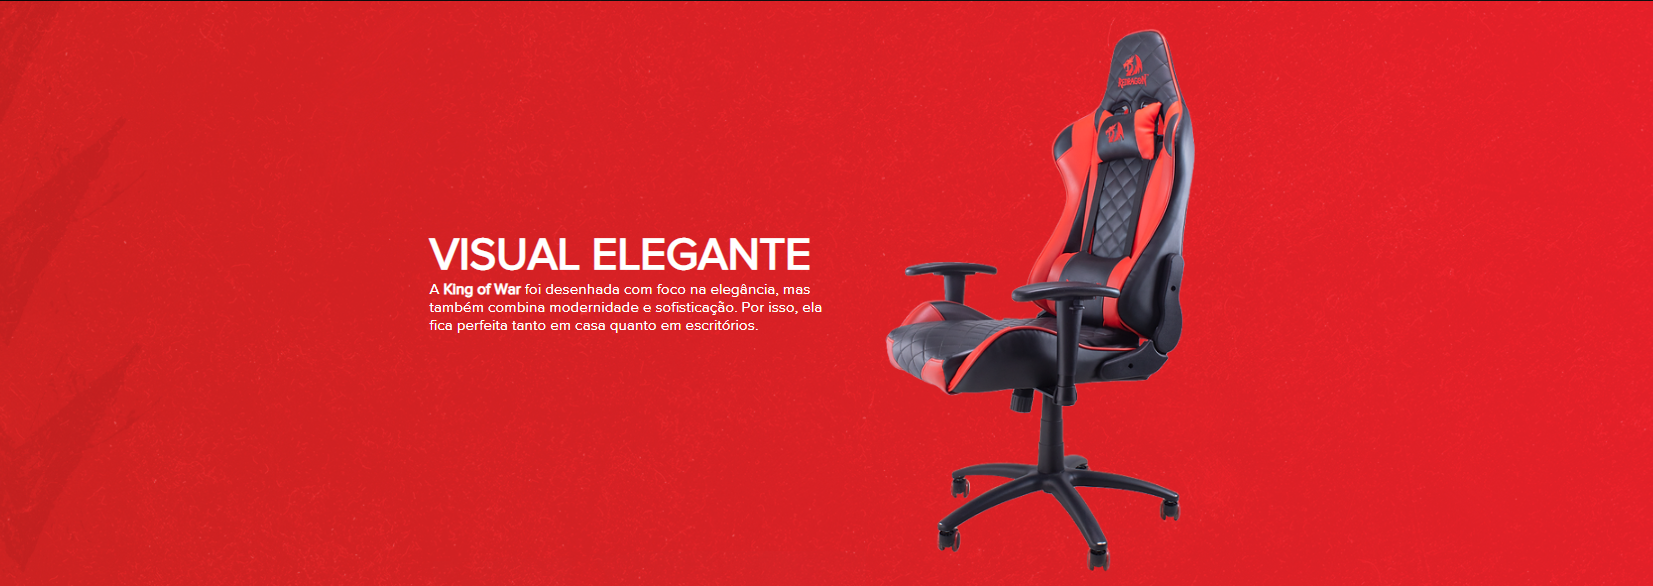 REDRAGON
VISUAL ELEGANTE
A King of War foi desenhada com foco na elegância, mas
também combina modernidade e sofisticação. Por isso, ela
fica perfeita tanto em casa quanto em escritórios.